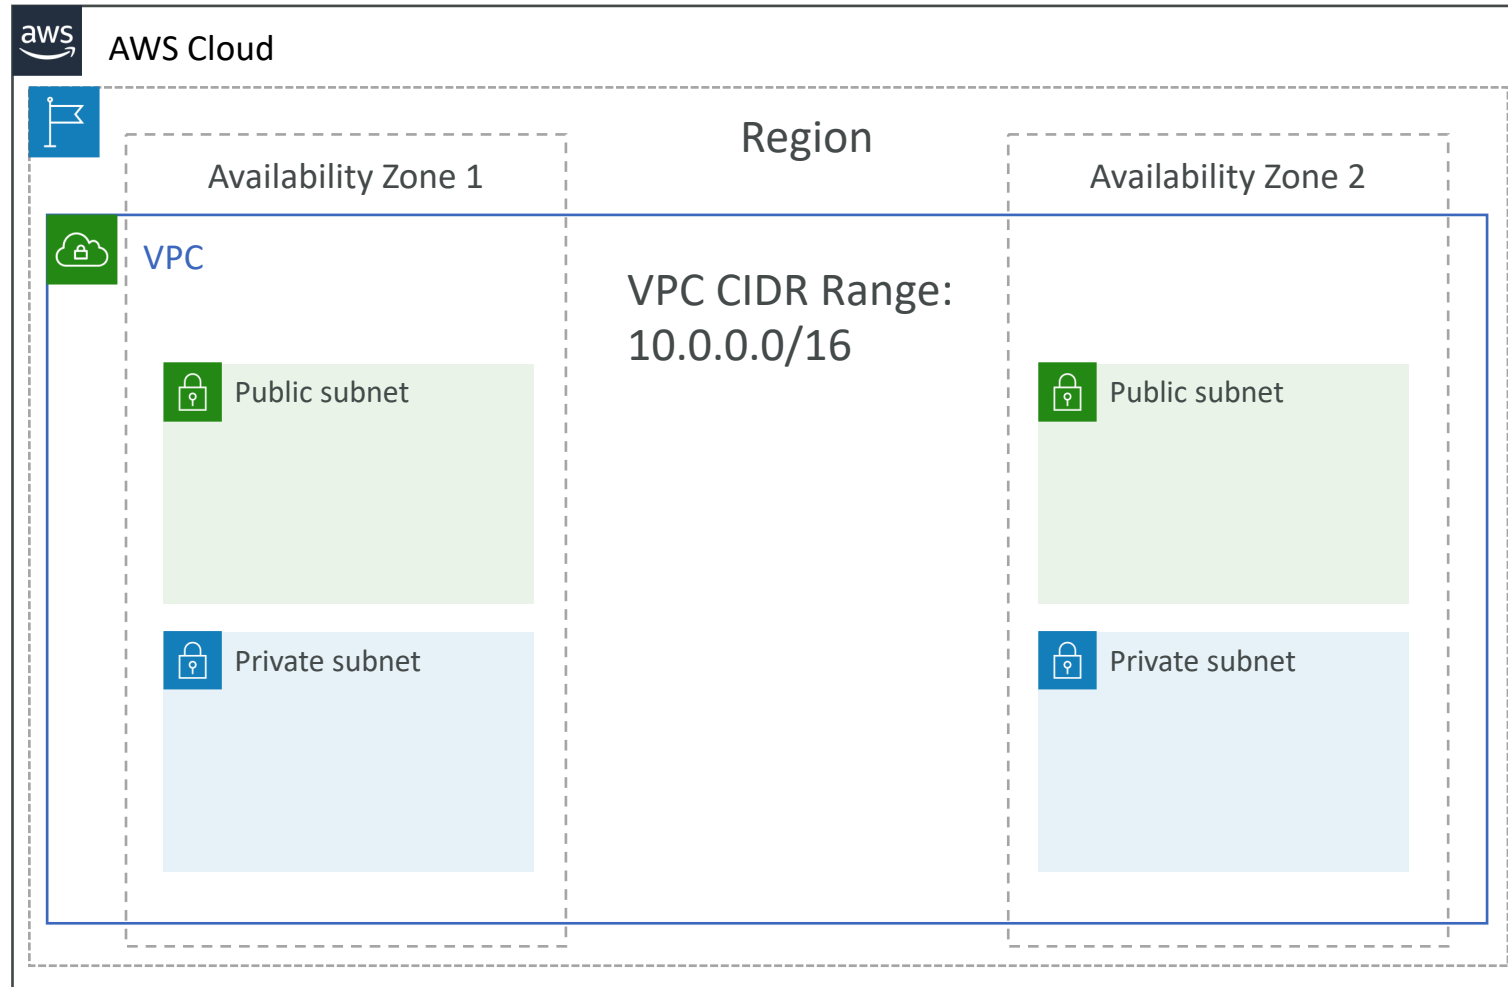 aws
AWS Cloud
Region
Availability Zone 1
Availability Zone 2
VPC
VPC CIDR Range:
10.0.0.0/16
Public subnet
Public subnet
Private subnet
Private subnet